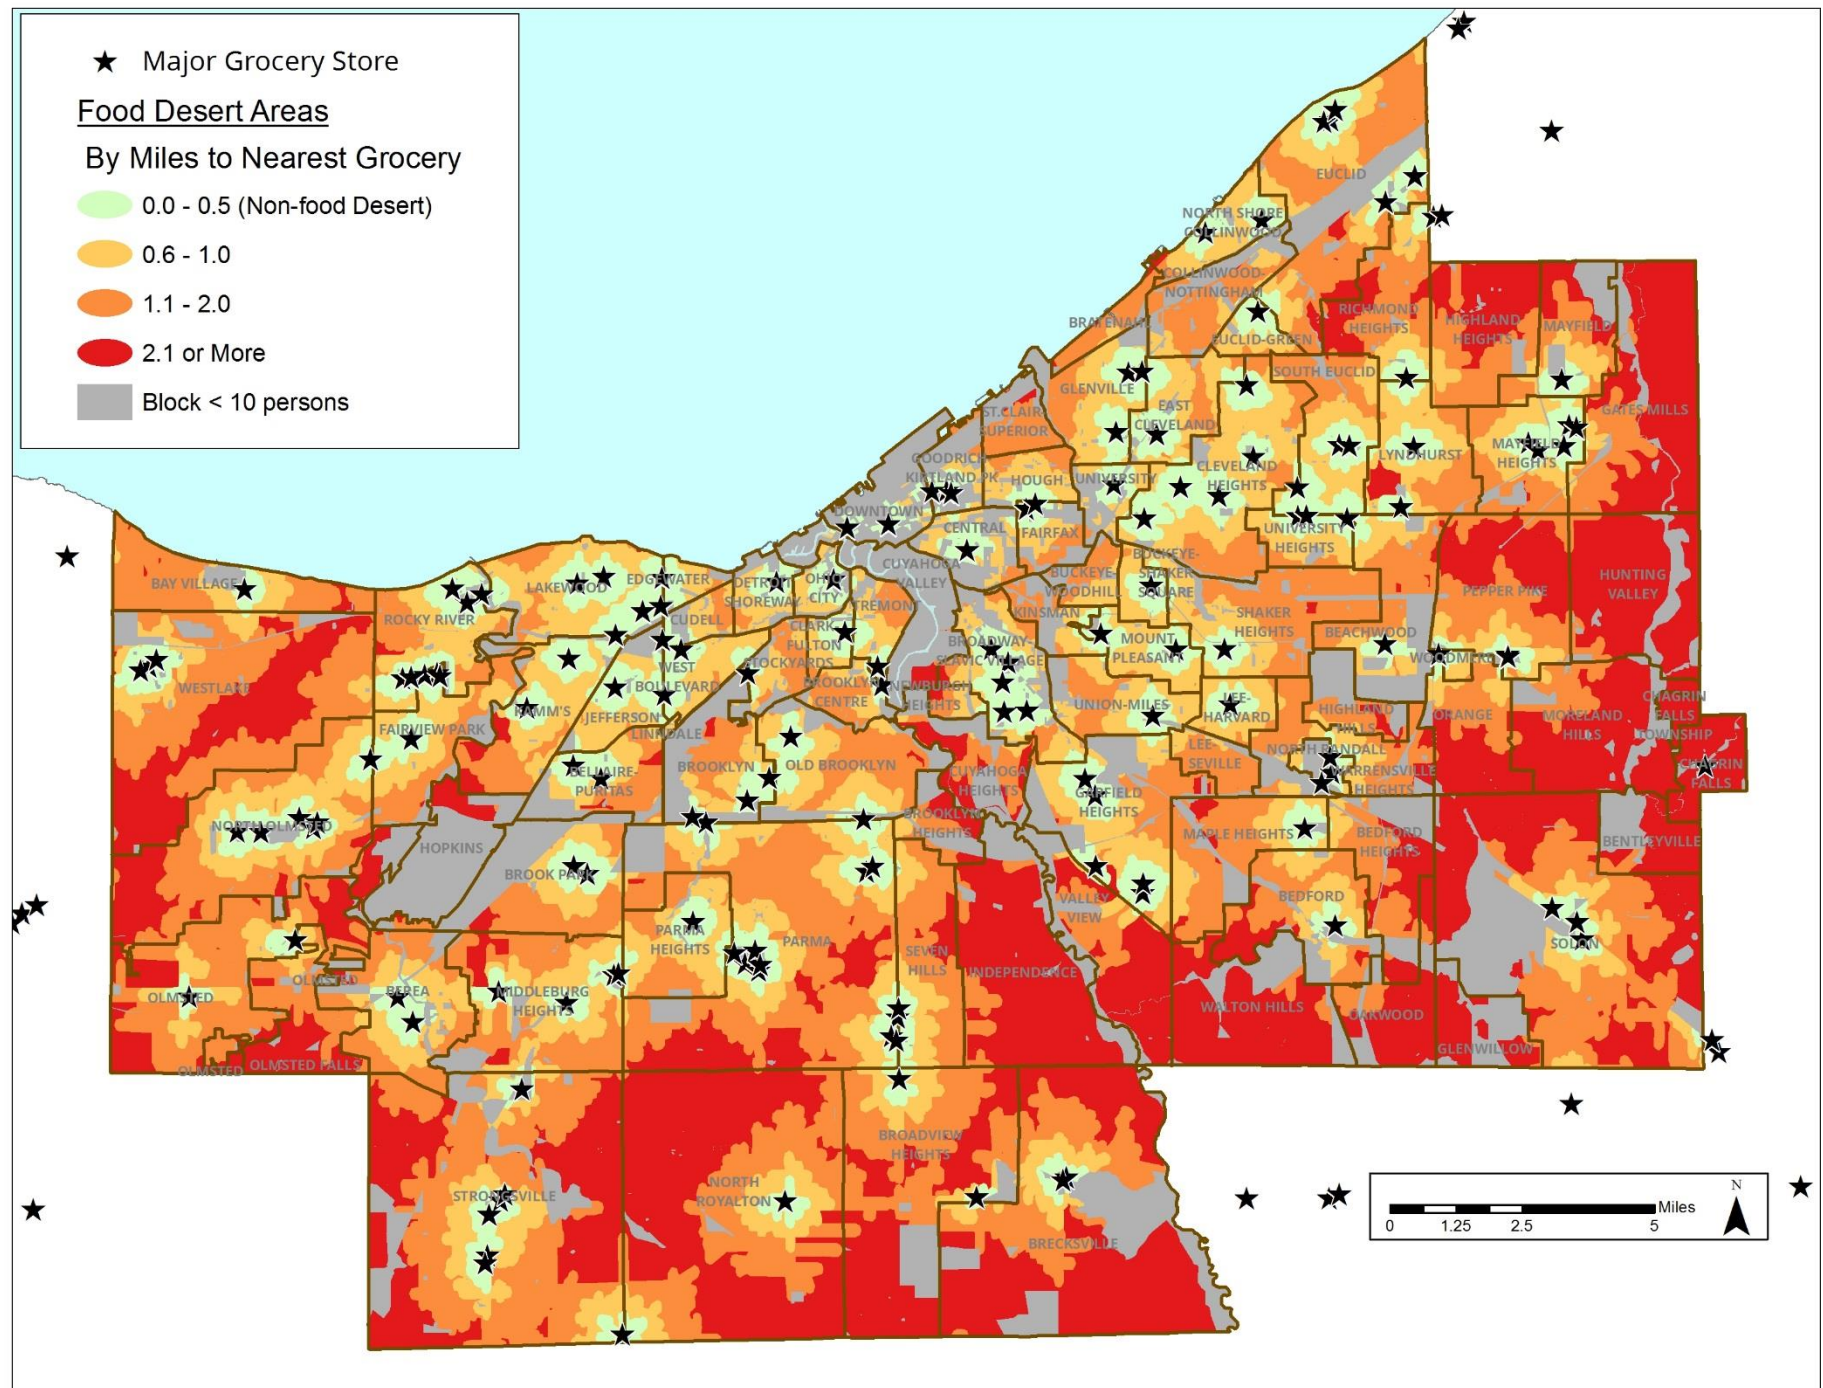 Major Grocery Store
Food Desert Areas
By Miles to Nearest Grocery
0.0 - 0.5 (Non-food Desert)
0.6 - 1.0
1.1 - 2.0
2.1 or More
Block < 10 persons
EUCLID
NORTH SHORE
COLLINWOOD
COLLINWOOD-
NOTTINGHAM
BRATENAHL
EUCLID-GREEN
RICHMOND
HEIGHTS
HIGHLAND
HEIGHTS
MAYFIELD
GLENVILLE
SOUTH EUCLID
EAST
CLEVELAND
ST.CLAIR-
SUPERIOR
GATES MILLS
GOODRICH-
KIRTLAND PK
HOUGH
UNIVERSITY
CLEVELAND
HEIGHTS
LYNDHURST
MAYFIELD
HEIGHTS
DOWNTOWN
CENTRAL
FAIRFAX
UNIVERSITY
HEIGHTS
BAY VILLAGE
LAKEWOOD
EDGEWATER
DETROIT
SHOREWAY
OHIO
CITY
CUYAHOGA
VALLEY
BUCKEYE-
WOODHILL
BUCKEYE-
SHAKER
SQUARE
PEPPER PIKE
HUNTING
VALLEY
ROCKY RIVER
CUDELL
TREMONT
KINSMAN
SHAKER
HEIGHTS
BEACHWOOD
CLARK
FULTON
BROADWAY-
SLAVIC VILLAGE
MOUNT
PLEASANT
WOODMERE
WESTLAKE
WEST
BOULEVARD
STOCKYARDS
BROOKLYN
CENTRE
NEWBURGH
HEIGHTS
KAMM'S
JEFFERSON
UNION-MILES
LEE-
HARVARD
HIGHLAND
HILLS
ORANGE
MORELAND
HILLS
CHAGRIN
FALLS
TOWNSHIP
FAIRVIEW PARK
LINNDALE
BELLAIRE-
PURITAS
BROOKLYN
OLD BROOKLYN
CUYAHOGA
HEIGHTS
LEE-
SEVILLE
NORTH RANDALL
WARRENSVILLE
HEIGHTS
CHAGRIN
FALLS
GARFIELD
HEIGHTS
NORTH OLMSTED
HOPKINS
BROOKLYN
HEIGHTS
MAPLE HEIGHTS
BEDFORD
HEIGHTS
BENTLEYVILLE
BROOK PARK
VALLEY
VIEW
BEDFORD
PARMA
HEIGHTS
PARMA
SEVEN
HILLS
INDEPENDENCE
SOLON
OLMSTED
OLMSTED
BEREA
MIDDLEBURG
HEIGHTS
WALTON HILLS
OAKWOOD
GLENWILLOW
OLMSTED
OLMSTED FALLS
BROADVIEW
HEIGHTS
STRONGSVILLE
NORTH
ROYALTON
BRECKSVILLE
N
Miles
0 1.25 2.5 5